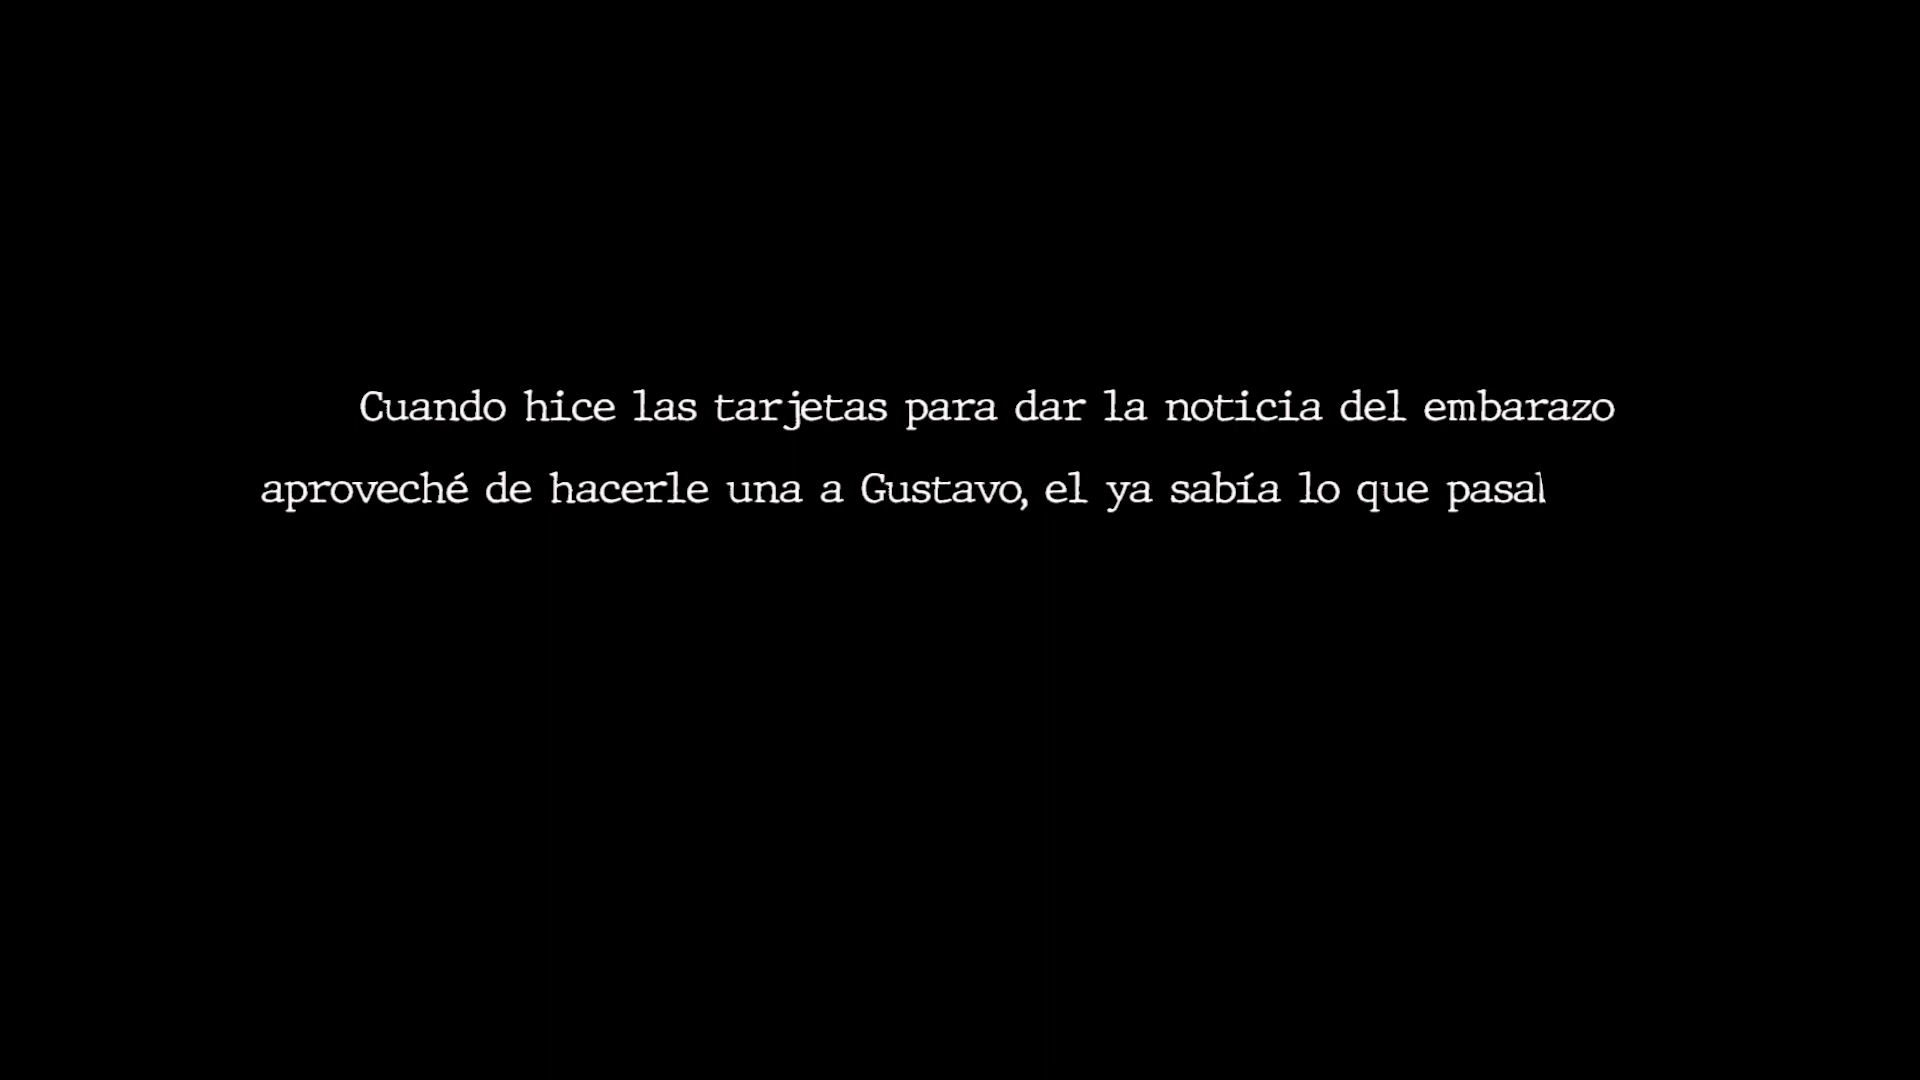 Cuando hice las tarjetas para dar la noticia del embarazo
aproveché de hacerle una a Gustavo, el ya sabía lo que